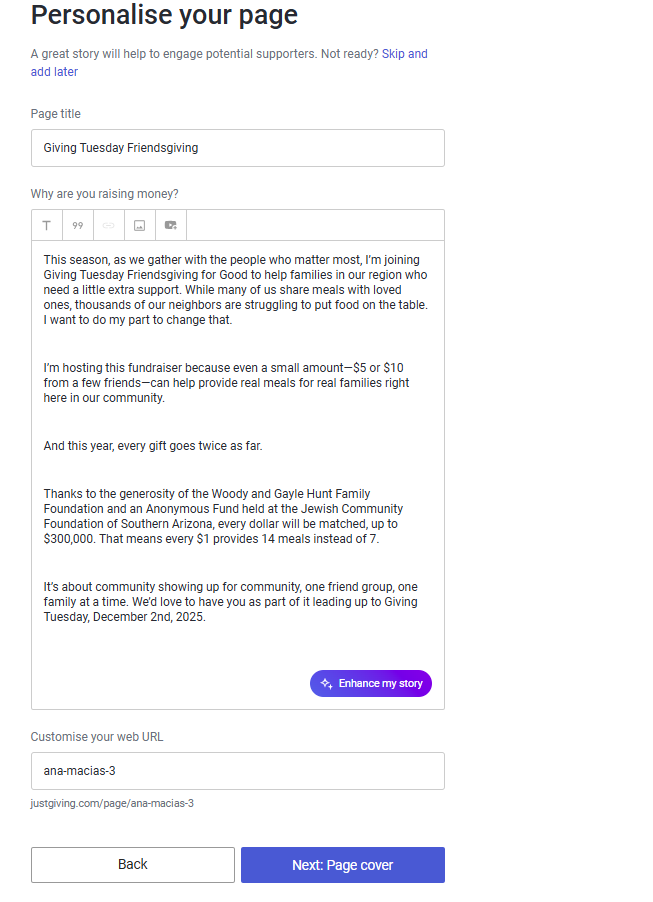 Personalise your page
A great story will help to engage potential supporters. Not ready? Skip and
add later
Page title
Giving Tuesday Friendsgiving
Why are you raising money?
T 99
This season, as we gather with the people who matter most, I'm joining
Giving Tuesday Friendsgiving for Good to help families in our region who
need a little extra support. While many of us share meals with loved
ones, thousands of our neighbors are struggling to put food on the table.
I want to do my part to change that.
I'm hosting this fundraiser because even a small amount—$5 or $10
from a few friends—can help provide real meals for real families right
here in our community.
And this year, every gift goes twice as far.
Thanks to the generosity of the Woody and Gayle Hunt Family
Foundation and an Anonymous Fund held at the Jewish Community
Foundation of Southern Arizona, every dollar will be matched, up to
$300,000. That means every $1 provides 14 meals instead of 7.
It's about community showing up for community, one friend group, one
family at a time. We'd love to have you as part of it leading up to Giving
Tuesday, December 2nd, 2025.
Enhance my story
Customise your web URL
ana-macias-3
justgiving.com/page/ana-macias-3
Back Next: Page cover